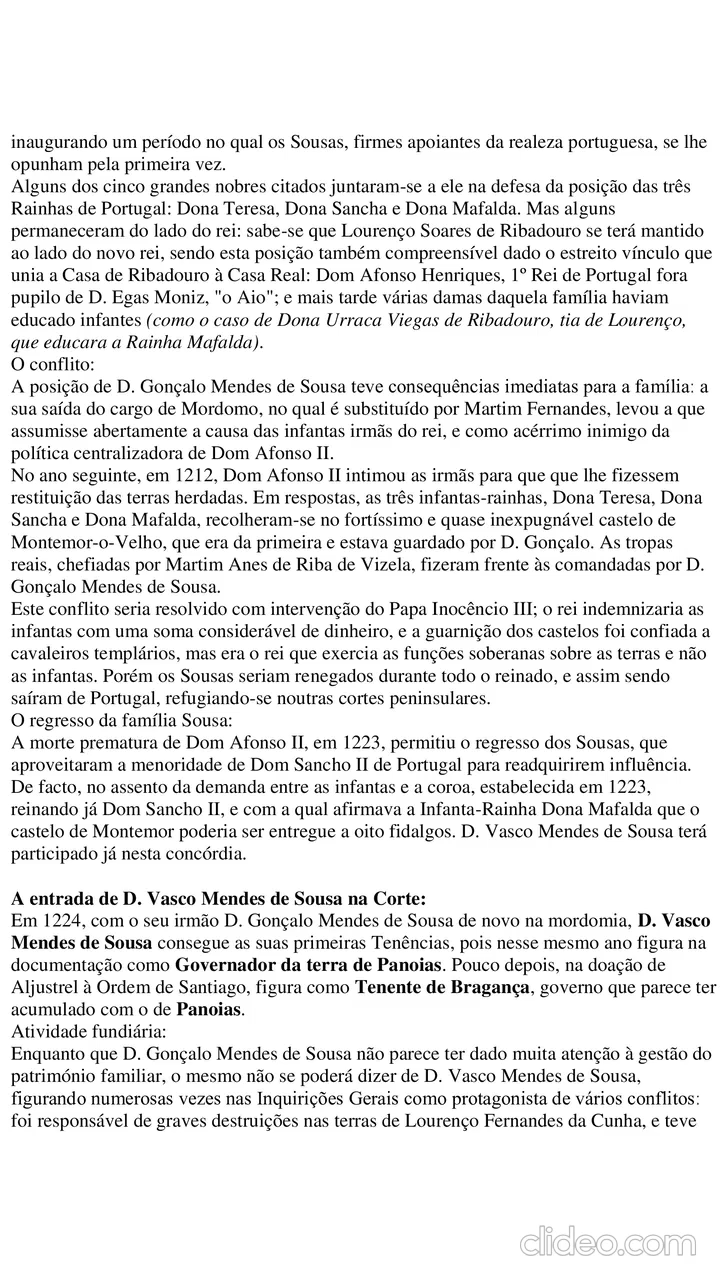 inaugurando um período no qual os Sousas, firmes apoiantes da realeza portuguesa, se lhe
opunham pela primeira vez.
Alguns dos cinco grandes nobres citados juntaram-se a ele na defesa da posição das três
Rainhas de Portugal: Dona Teresa, Dona Sancha e Dona Mafalda. Mas alguns
permaneceram do lado do rei: sabe-se que Lourenço Soares de Ribadouro se terá mantido
ao lado do novo rei, sendo esta posição também compreensível dado o estreito vínculo que
unia a Casa de Ribadouro à Casa Real: Dom Afonso Henriques, 1º Rei de Portugal fora
pupilo de D. Egas Moniz, "o Aio"; e mais tarde várias damas daquela família haviam
educado infantes (como o caso de Dona Urraca Viegas de Ribadouro, tia de Lourenço,
que educara a Rainha Mafalda).
O conflito:
A posição de D. Gonçalo Mendes de Sousa teve consequências imediatas para a família: a
sua saída do cargo de Mordomo, no qual é substituído por Martim Fernandes, levou a que
assumisse abertamente a causa das infantas irmãs do rei, e como acérrimo inimigo da
política centralizadora de Dom Afonso II.
No ano seguinte, em 1212, Dom Afonso II intimou as irmãs para que que lhe fizessem
restituição das terras herdadas. Em respostas, as três infantas-rainhas, Dona Teresa, Dona
Sancha e Dona Mafalda, recolheram-se no fortíssimo e quase inexpugnável castelo de
Montemor-o-Velho, que era da primeira e estava guardado por D. Gonçalo. As tropas
reais, chefiadas por Martim Anes de Riba de Vizela, fizeram frente às comandadas por D.
Gonçalo Mendes de Sousa.
Este conflito seria resolvido com intervenção do Papa Inocêncio III; o rei indemnizaria as
infantas com uma soma considerável de dinheiro, e a guarnição dos castelos foi confiada a
cavaleiros templários, mas era o rei que exercia as funções soberanas sobre as terras e não
as infantas. Porém os Sousas seriam renegados durante todo o reinado, e assim sendo
saíram de Portugal, refugiando-se noutras cortes peninsulares.
O regresso da família Sousa:
A morte prematura de Dom Afonso II, em 1223, permitiu o regresso dos Sousas, que
aproveitaram a menoridade de Dom Sancho II de Portugal para readquirirem influência.
De facto, no assento da demanda entre as infantas e a coroa, estabelecida em 1223,
reinando já Dom Sancho II, e com a qual afirmava a Infanta-Rainha Dona Mafalda que o
castelo de Montemor poderia ser entregue a oito fidalgos. D. Vasco Mendes de Sousa terá
participado já nesta concórdia.
A entrada de D. Vasco Mendes de Sousa na Corte:
Em 1224, com o seu irmão D. Gonçalo Mendes de Sousa de novo na mordomia, D. Vasco
Mendes de Sousa consegue as suas primeiras Tenências, pois nesse mesmo ano figura na
documentação como Governador da terra de Panoias. Pouco depois, na doação de
Aljustrel à Ordem de Santiago, figura como Tenente de Bragança, governo que parece ter
acumulado com o de Panoias.
Atividade fundiária:
Enquanto que D. Gonçalo Mendes de Sousa não parece ter dado muita atenção à gestão do
património familiar, o mesmo não se poderá dizer de D. Vasco Mendes de Sousa,
figurando numerosas vezes nas Inquirições Gerais como protagonista de vários conflitos:
foi responsável de graves destruições nas terras de Lourenço Fernandes da Cunha, e teve
clideo.com